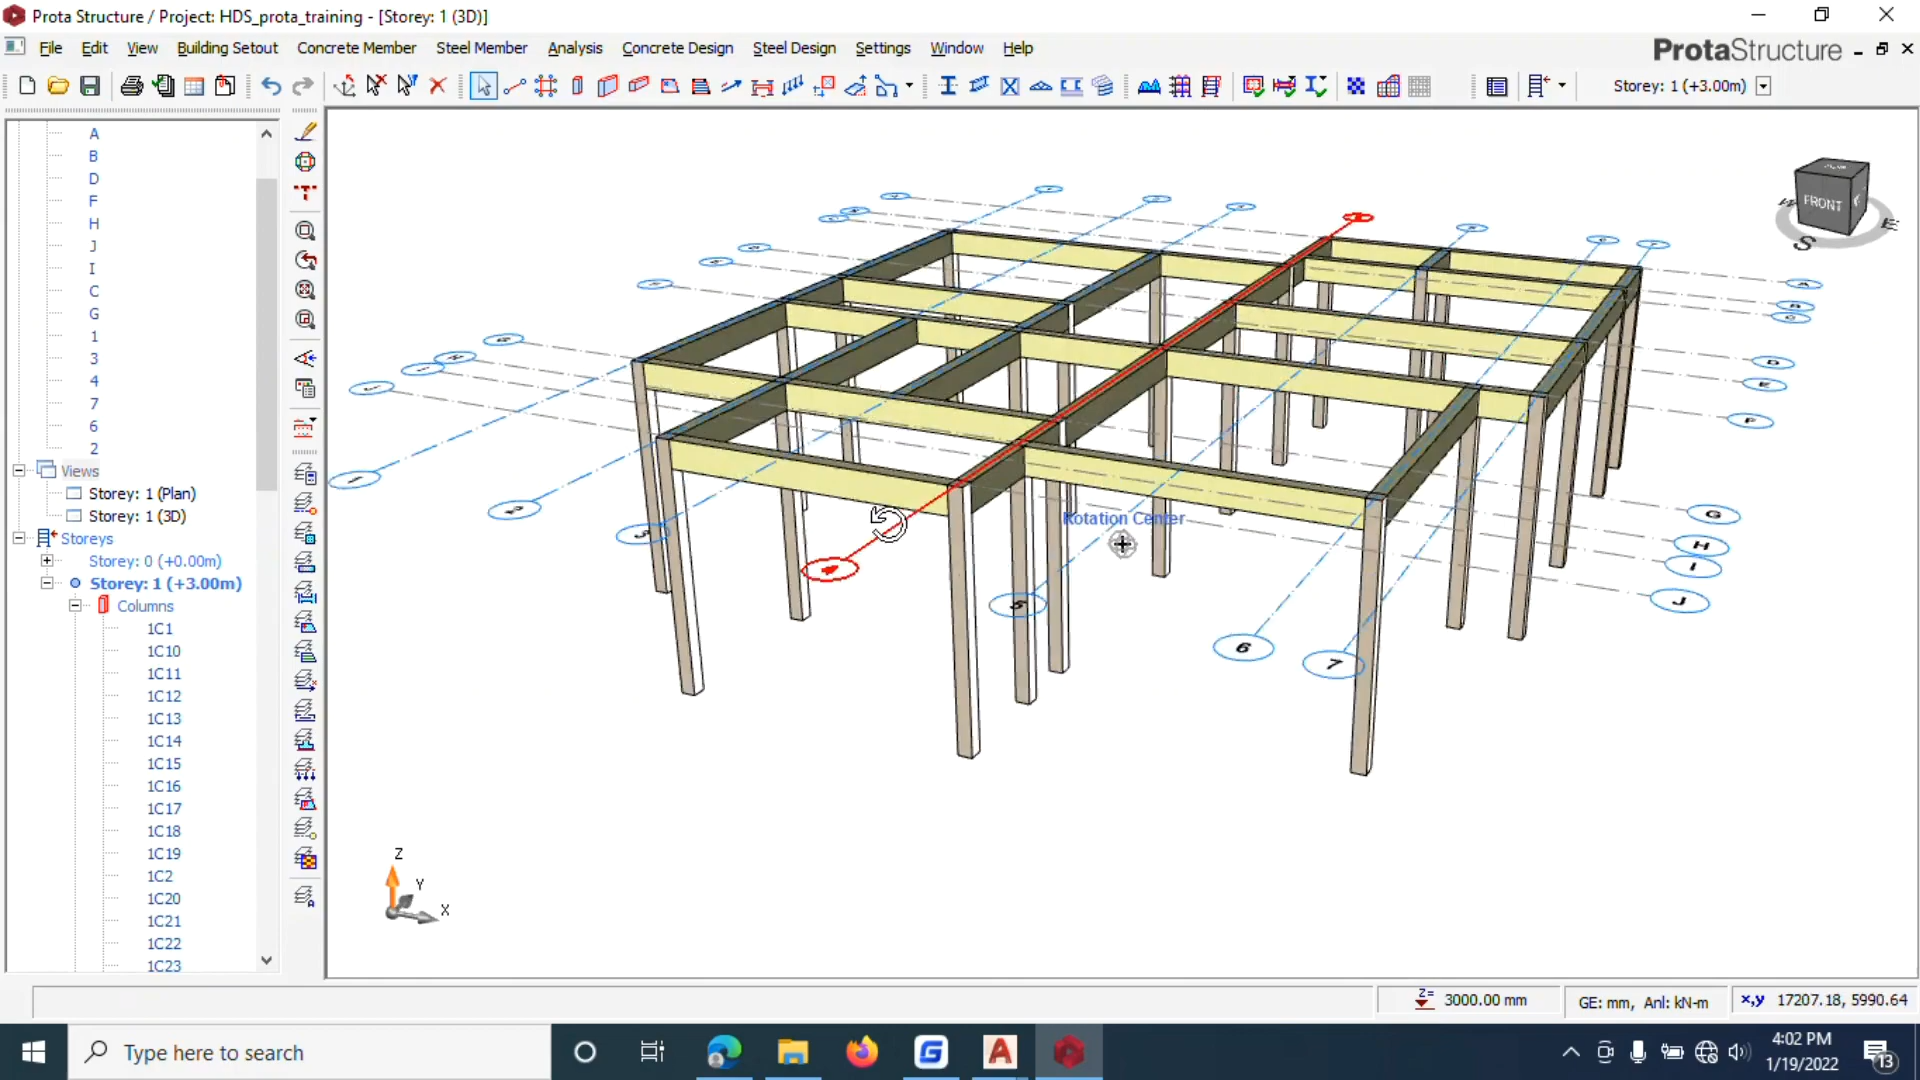 Prota Structure / Project: HDS_prota_training - [Storey: 1 (3D)]
File Edit View Building Setout Concrete Member Steel Member Analysis Concrete Design Steel Design Settings Window Help
ProtaStructure
Storey: 1 (+3.00m)
A
B
D
F
H
J
I
C
G
1
3
4
7
6
2
Views
Storey: 1 (Plan)
Storey: 1 (3D)
Storeys
Storey: 0 (+0.00m)
Storey: 1 (+3.00m)
Columns
1C1
1C10
1C11
1C12
1C13
1C14
1C15
1C16
1C17
1C18
1C19
1C2
1C20
1C21
1C22
1C23
FRONT
W
S
E
A
B
C
D
E
F
G
H
I
J
1
2
3
4
5
6
7
Rotation Center
Z
Y
X
Z= 3000.00 mm
GE: mm, Anl: kN-m
x,y 17207.18, 5990.64
Type here to search
4:02 PM
1/19/2022
13